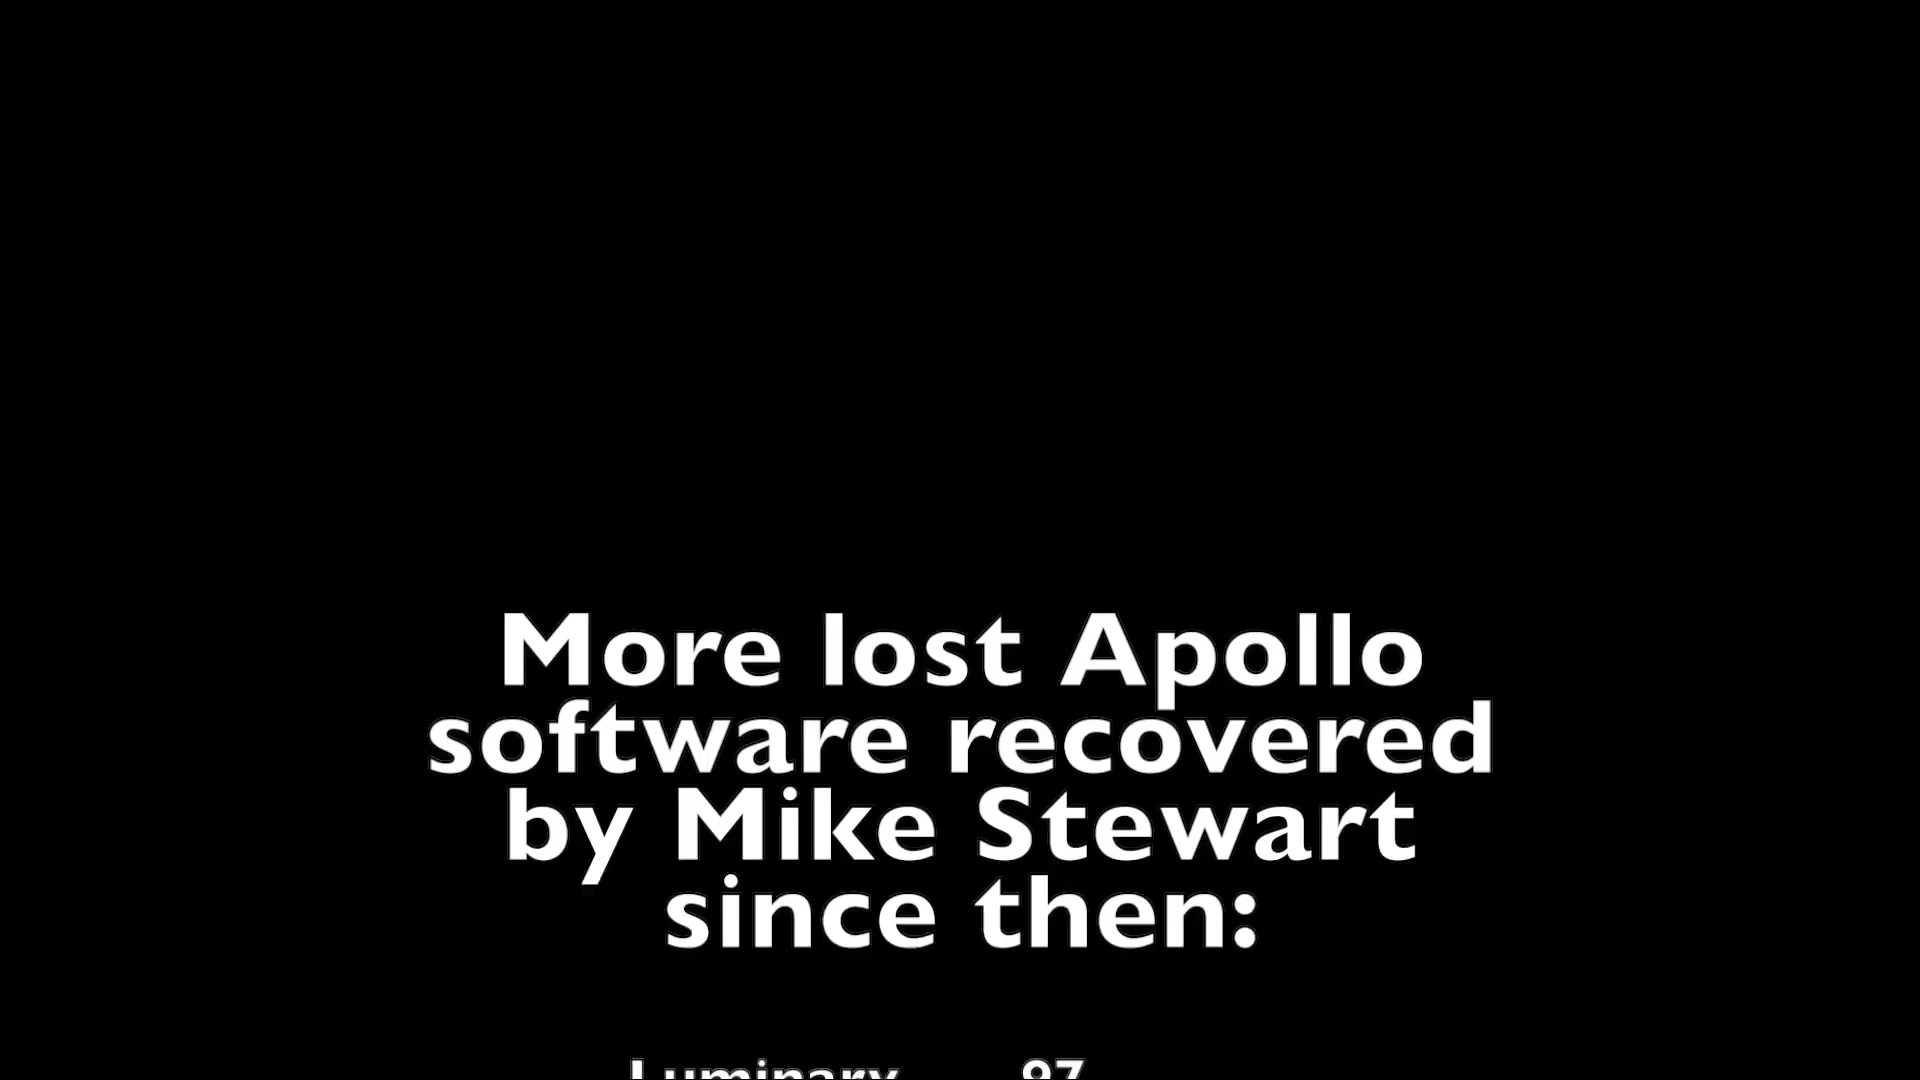 More lost Apollo
software recovered
by Mike Stewart
since then:
Luminary 97